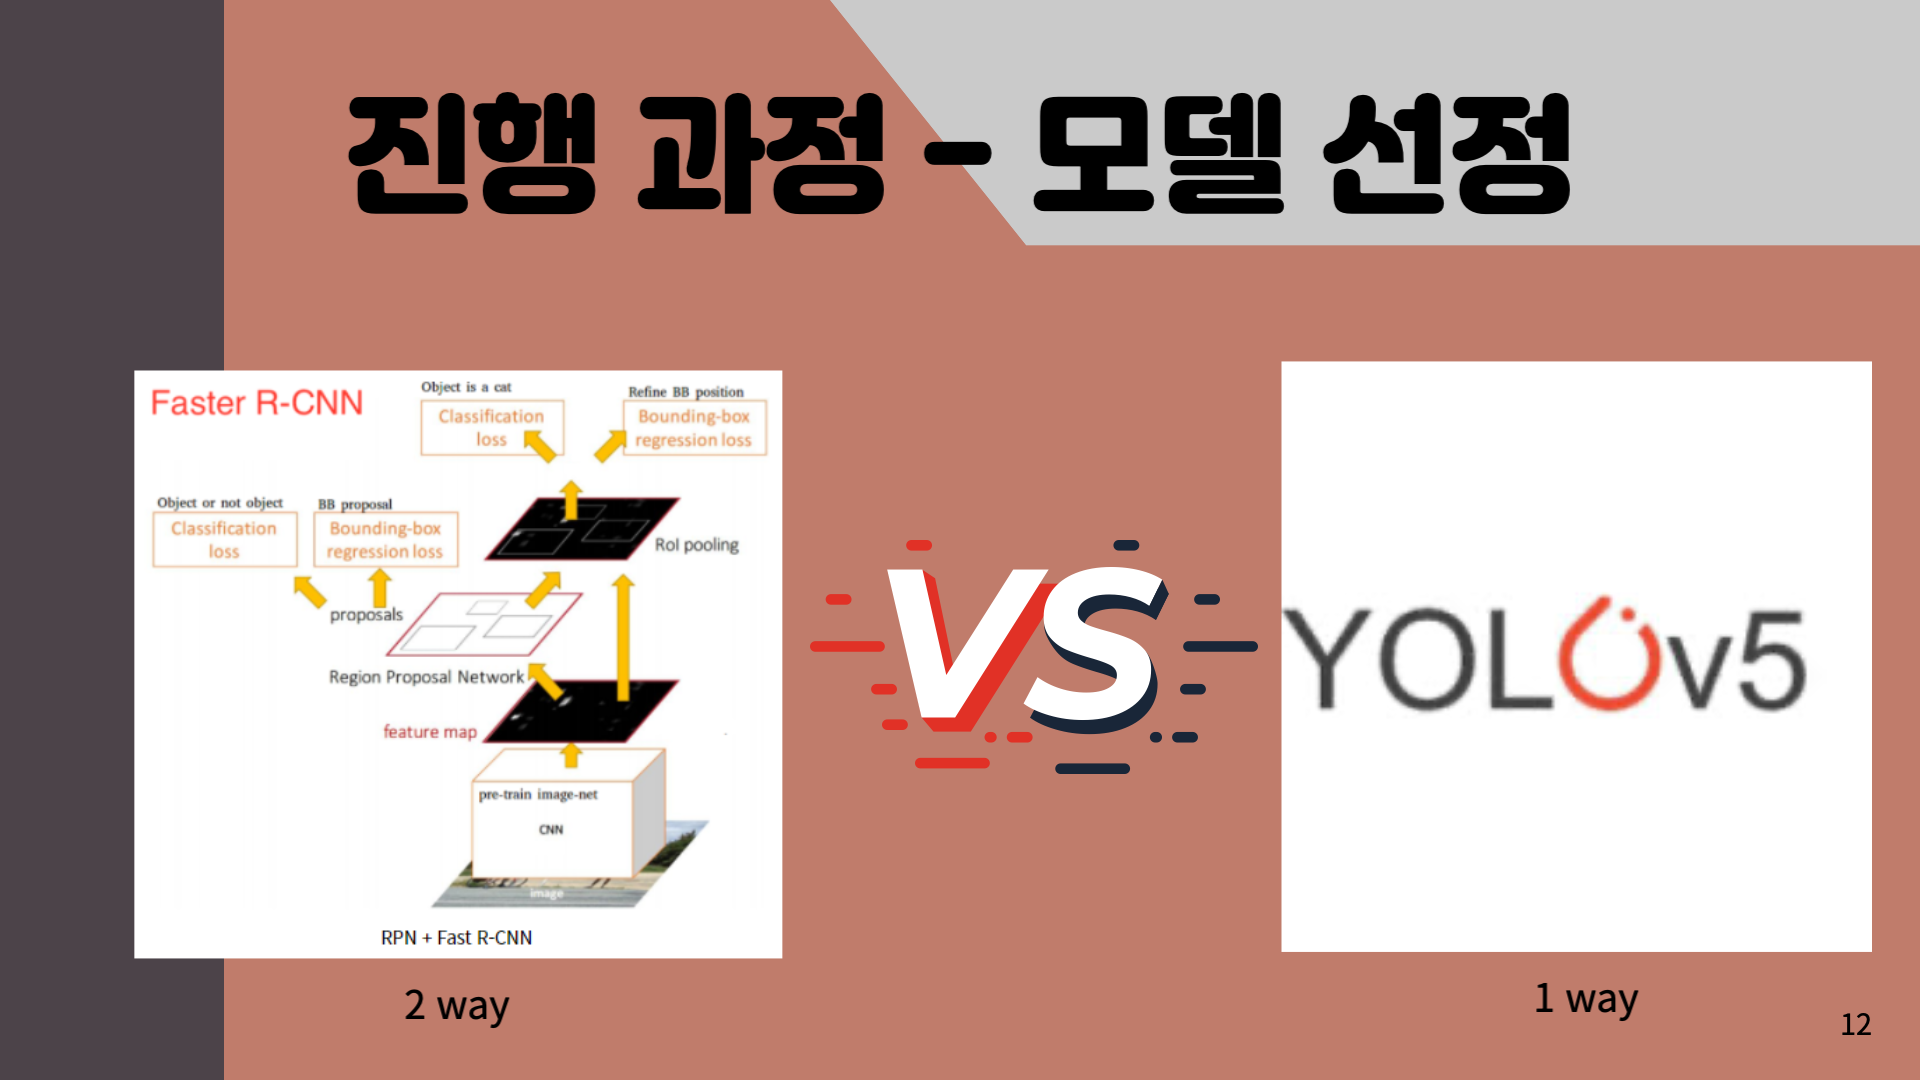 진행 과정 - 모델 선정
Faster R-CNN
Object is a cat
Classification
loss
Refine BB position
Bounding-box
regression loss
Object or not object
Classification
loss
BB proposal
Bounding-box
regression loss
RoI pooling
proposals
Region Proposal Network
feature map
pre-train image-net
CNN
image
RPN + Fast R-CNN
2 way
VS
YOLOv5
1 way
12